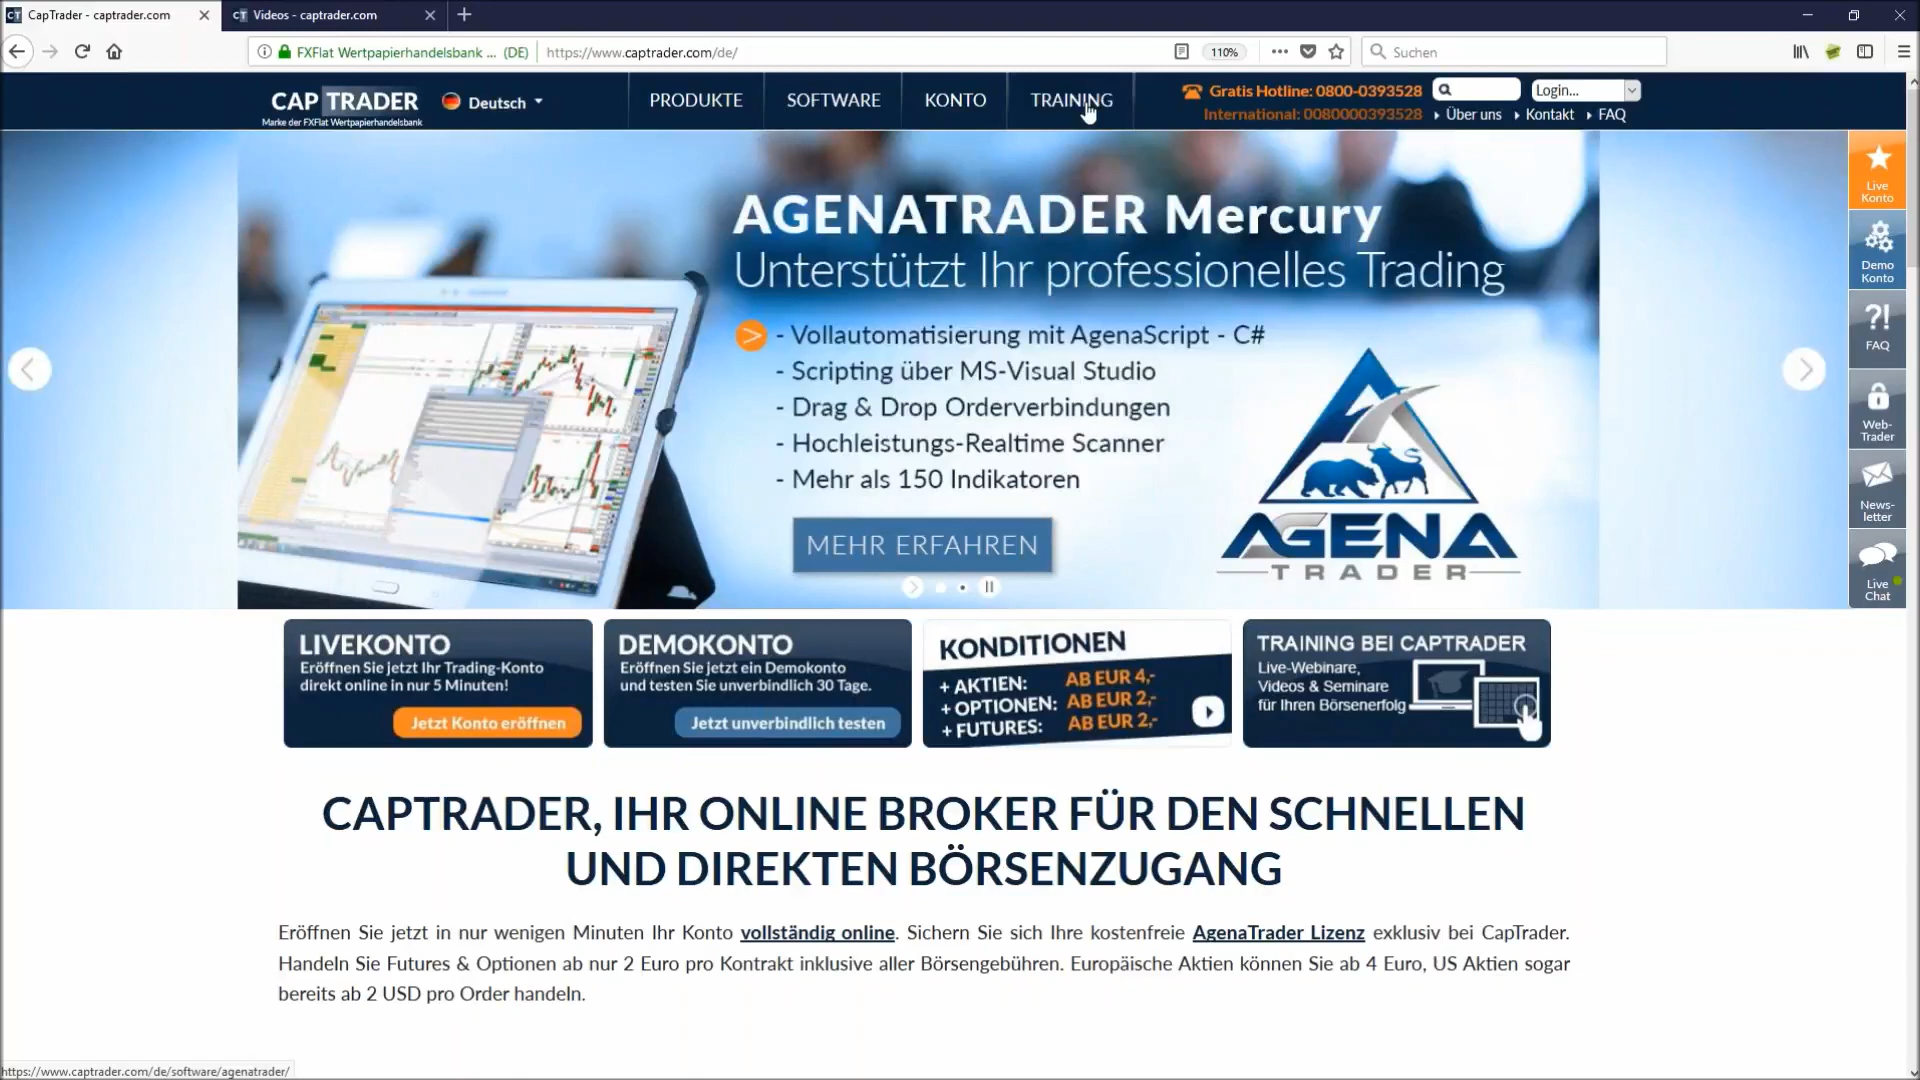 CapTrader - captrader.com
Videos - captrader.com
FXFlat Wertpapierhandelsbank ... (DE)
https://www.captrader.com/de/
110%
Suchen
CAP TRADER
Marke der FXFlat Wertpapierhandelsbank
Deutsch
PRODUKTE
SOFTWARE
KONTO
TRAINING
Gratis Hotline: 0800-0393528
International: 0080000393528
Login...
Über uns
Kontakt
FAQ
AGENATRADER Mercury
Unterstützt Ihr professionelles Trading
- Vollautomatisierung mit AgenaScript - C#
- Scripting über MS-Visual Studio
- Drag & Drop Orderverbindungen
- Hochleistungs-Realtime Scanner
- Mehr als 150 Indikatoren
MEHR ERFAHREN
AGENA
TRADER
Live
Konto
Demo
Konto
?!
FAQ
Web-
Trader
News-
letter
Live
Chat
LIVEKONTO
Eröffnen Sie jetzt Ihr Trading-Konto
direkt online in nur 5 Minuten!
Jetzt Konto eröffnen
DEMOKONTO
Eröffnen Sie jetzt ein Demokonto
und testen Sie unverbindlich 30 Tage.
Jetzt unverbindlich testen
KONDITIONEN
+ AKTIEN: AB EUR 4,-
+ OPTIONEN: AB EUR 2,-
+ FUTURES: AB EUR 2,-
TRAINING BEI CAPTRADER
Live-Webinare,
Videos & Seminare
für Ihren Börsenerfolg
CAPTRADER, IHR ONLINE BROKER FÜR DEN SCHNELLEN
UND DIREKTEN BÖRSENZUGANG
Eröffnen Sie jetzt in nur wenigen Minuten Ihr Konto vollständig online. Sichern Sie sich Ihre kostenfreie AgenaTrader Lizenz exklusiv bei CapTrader.
Handeln Sie Futures & Optionen ab nur 2 Euro pro Kontrakt inklusive aller Börsengebühren. Europäische Aktien können Sie ab 4 Euro, US Aktien sogar
bereits ab 2 USD pro Order handeln.
https://www.captrader.com/de/software/agenatrader/